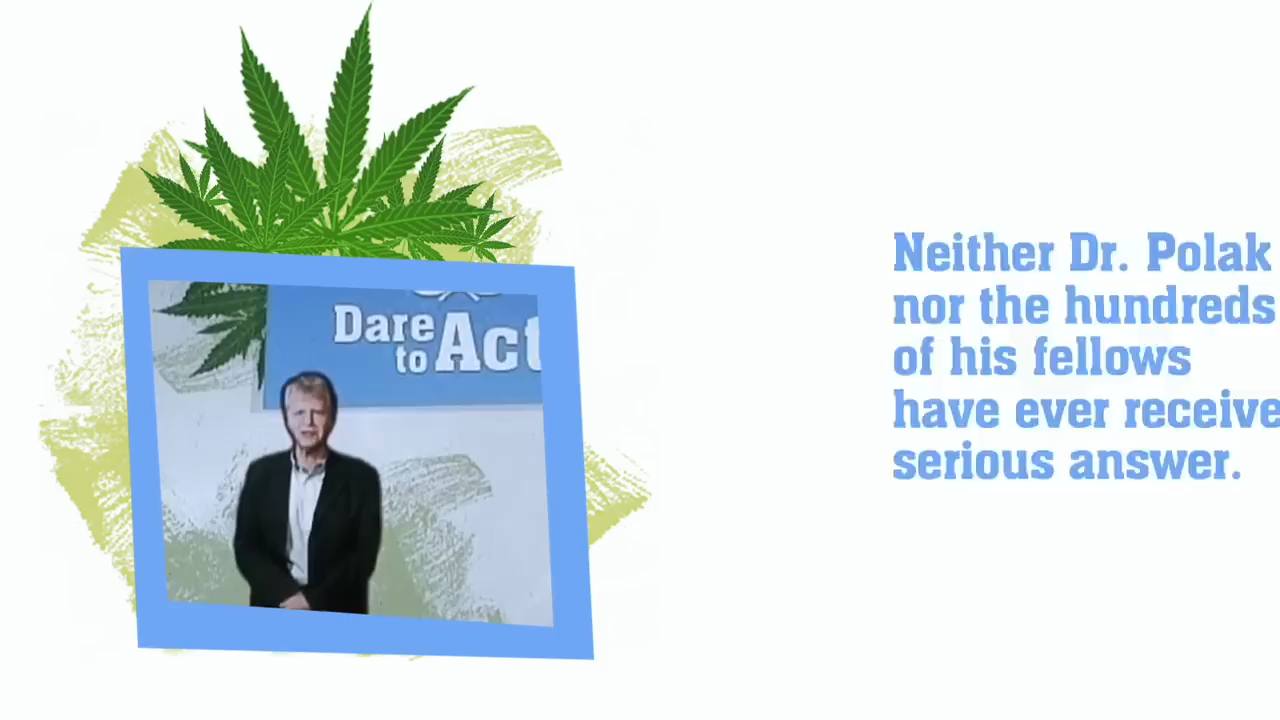 Dare
to Act
Neither Dr. Polak
nor the hundreds
of his fellows
have ever receive
serious answer.